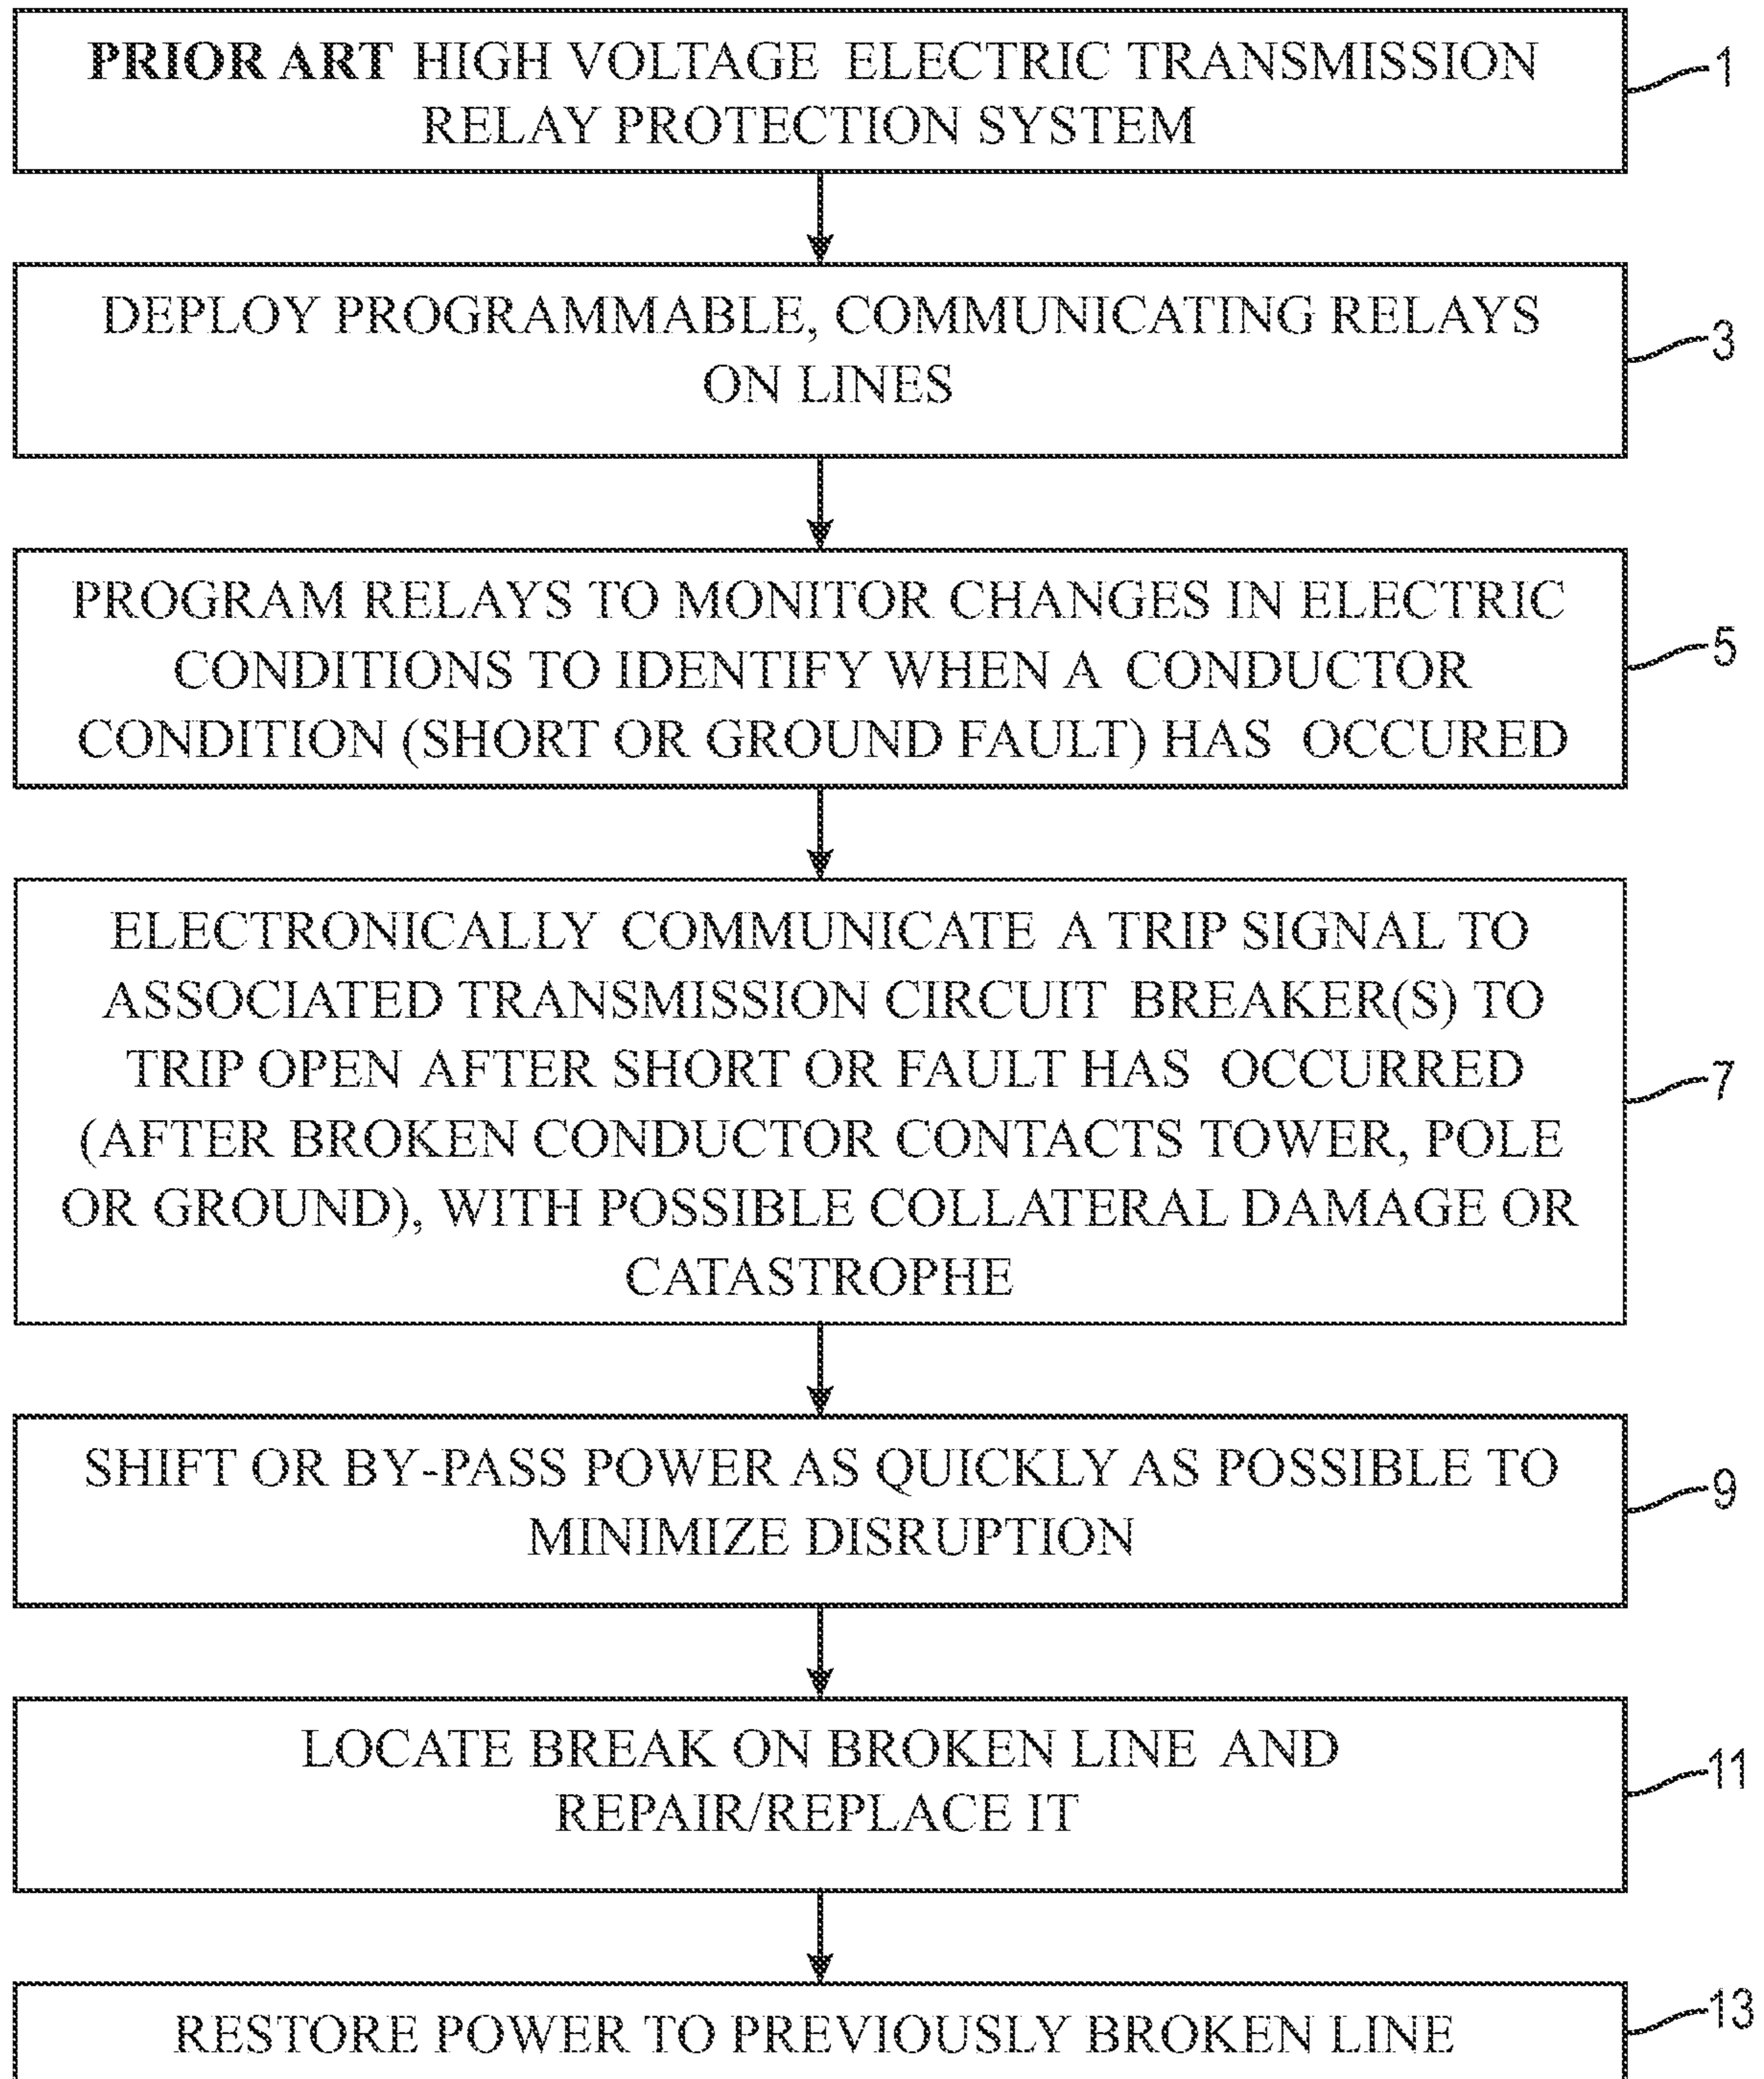 PRIOR ART HIGH VOLTAGE ELECTRIC TRANSMISSION
RELAY PROTECTION SYSTEM
1
DEPLOY PROGRAMMABLE, COMMUNICATING RELAYS
ON LINES
3
PROGRAM RELAYS TO MONITOR CHANGES IN ELECTRIC
CONDITIONS TO IDENTIFY WHEN A CONDUCTOR
CONDITION (SHORT OR GROUND FAULT) HAS OCCURED
5
ELECTRONICALLY COMMUNICATE A TRIP SIGNAL TO
ASSOCIATED TRANSMISSION CIRCUIT BREAKER(S) TO
TRIP OPEN AFTER SHORT OR FAULT HAS OCCURRED
(AFTER BROKEN CONDUCTOR CONTACTS TOWER, POLE
OR GROUND), WITH POSSIBLE COLLATERAL DAMAGE OR
CATASTROPHE
7
SHIFT OR BY-PASS POWER AS QUICKLY AS POSSIBLE TO
MINIMIZE DISRUPTION
9
LOCATE BREAK ON BROKEN LINE AND
REPAIR/REPLACE IT
11
RESTORE POWER TO PREVIOUSLY BROKEN LINE
13